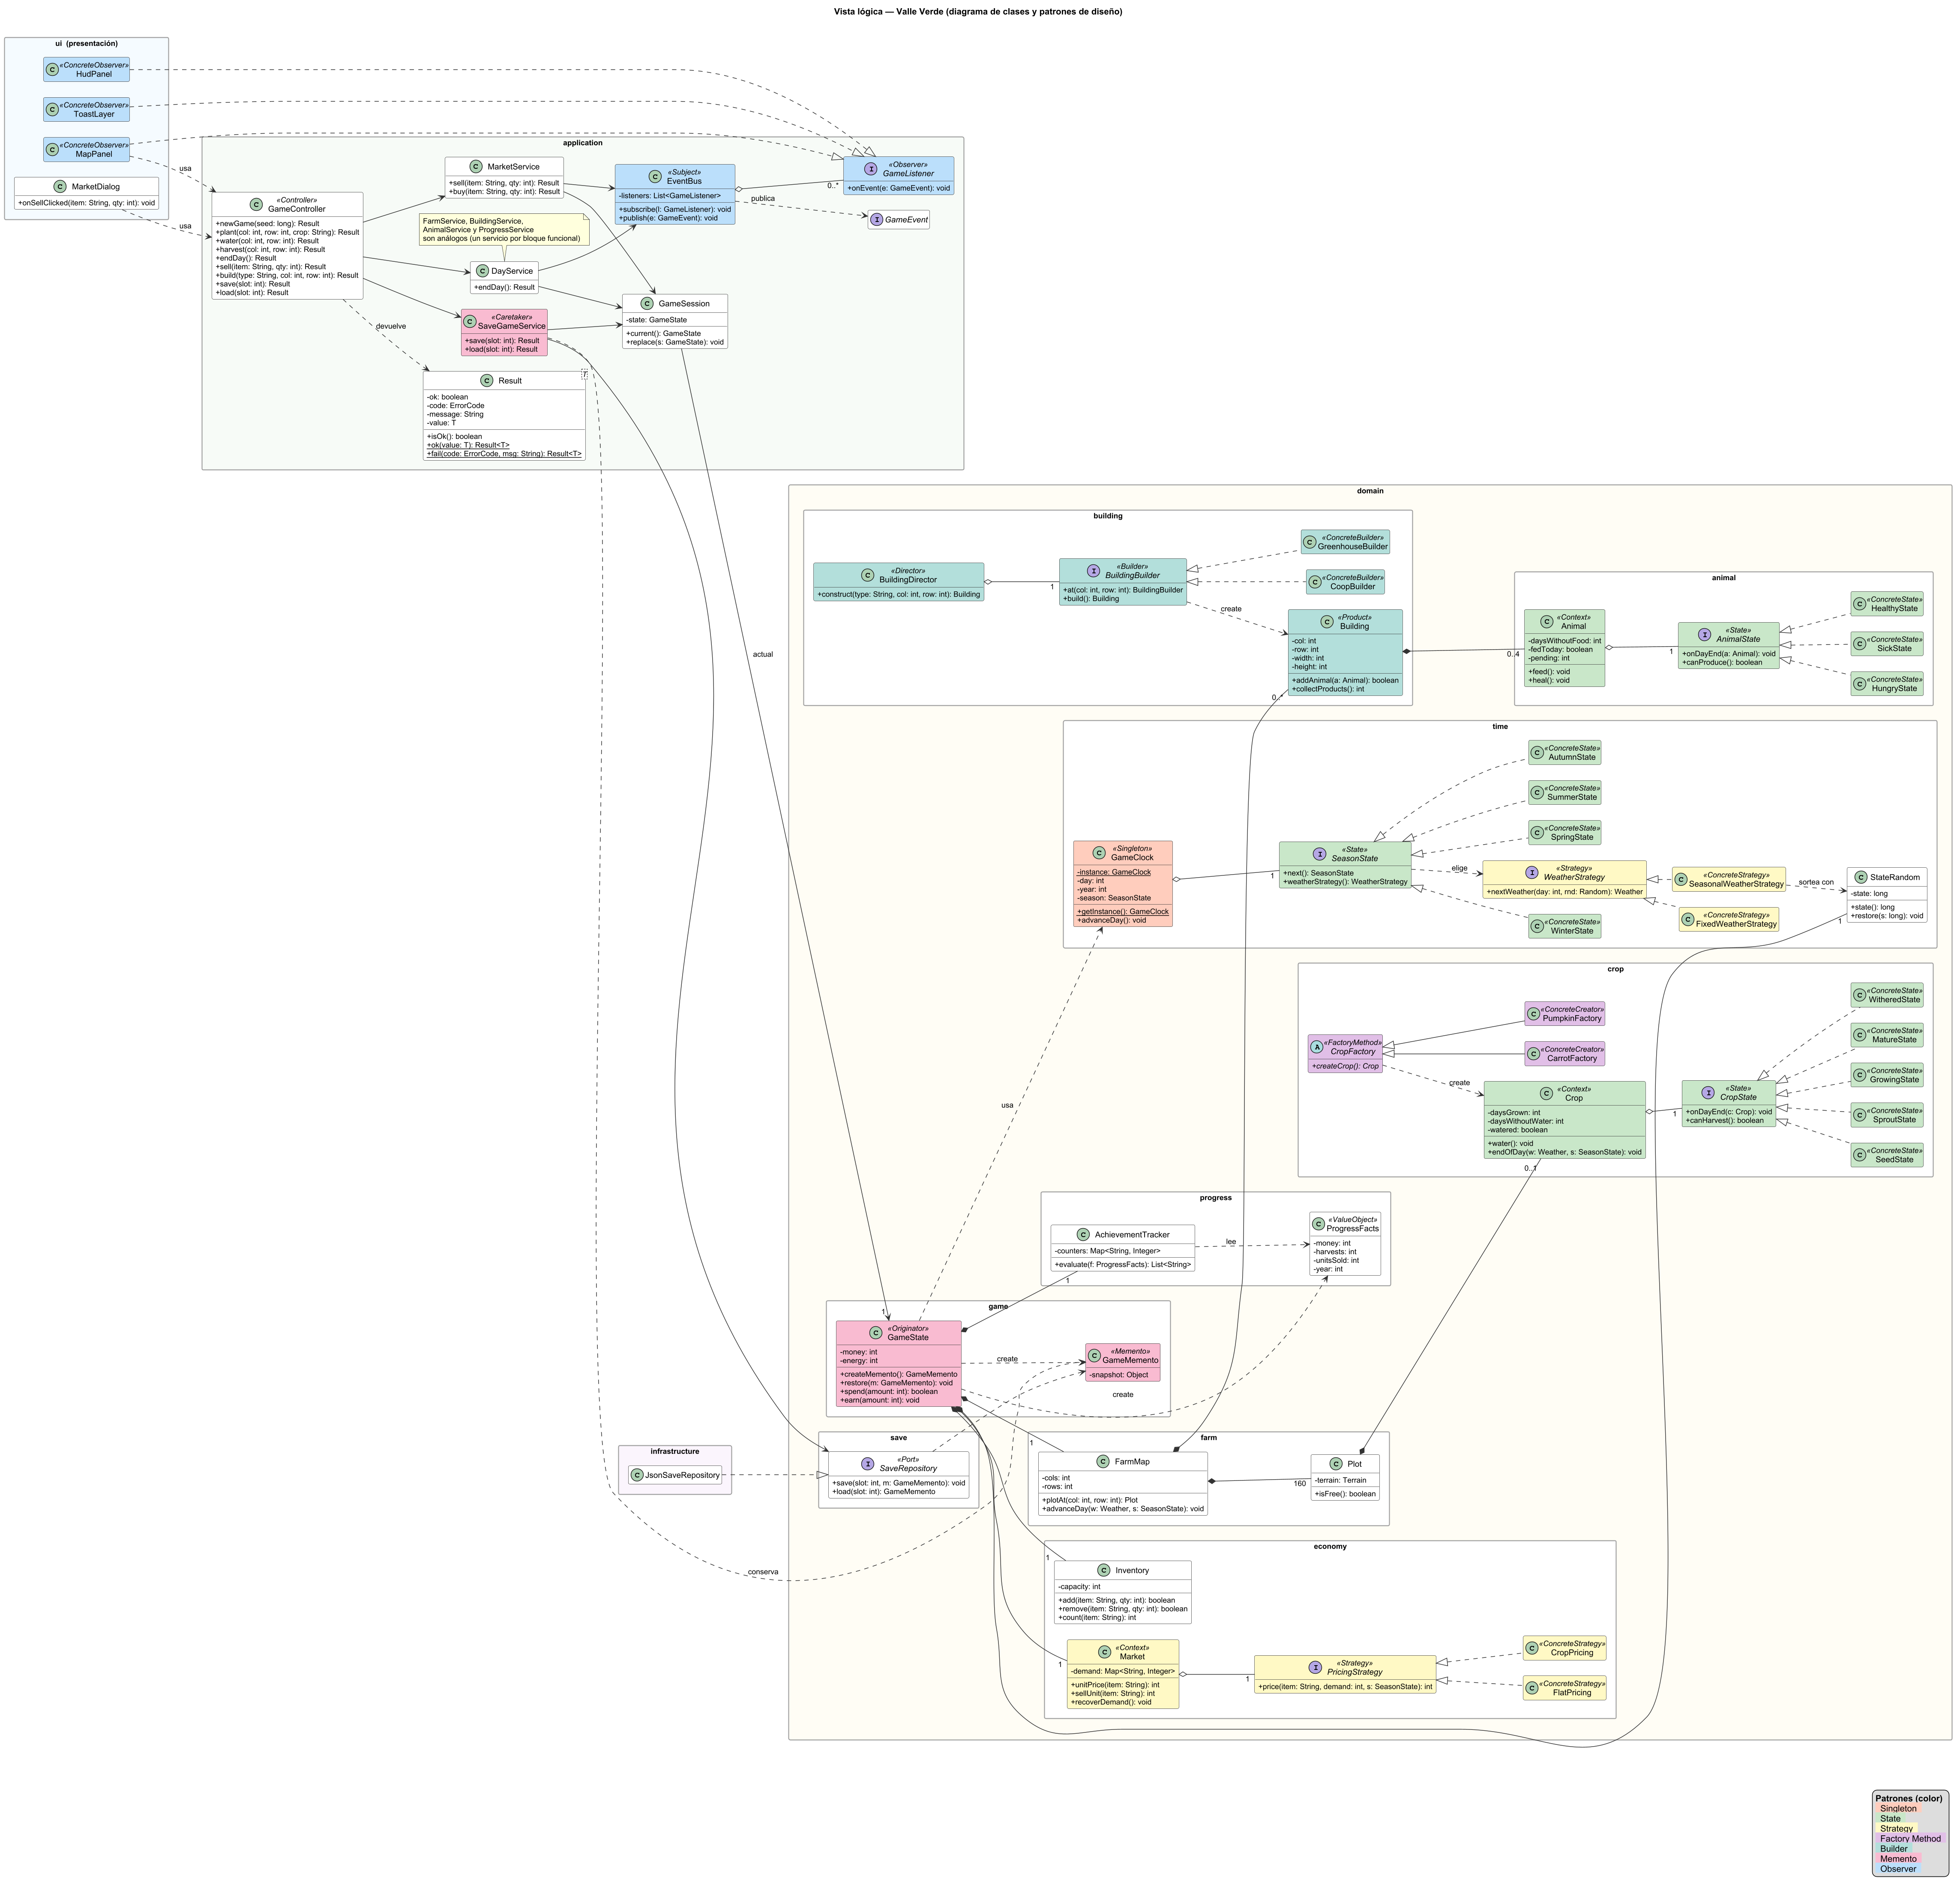 Vista lógica — Valle Verde (diagrama de clases y patrones de diseño)
ui (presentación)
C «ConcreteObserver»
HudPanel
C «ConcreteObserver»
ToastLayer
C «ConcreteObserver»
MapPanel
C MarketDialog
+onSellClicked(item: String, qty: int): void
usa
usa
application
C GameController
«Controller»
+newGame(seed: long): Result
+plant(col: int, row: int, crop: String): Result
+water(col: int, row: int): Result
+harvest(col: int, row: int): Result
+endDay(): Result
+sell(item: String, qty: int): Result
+build(type: String, col: int, row: int): Result
+save(slot: int): Result
+load(slot: int): Result
C MarketService
+sell(item: String, qty: int): Result
+buy(item: String, qty: int): Result
FarmService, BuildingService,
AnimalService y ProgressService
son análogos (un servicio por bloque funcional)
C DayService
+endDay(): Result
C «Caretaker»
SaveGameService
+save(slot: int): Result
+load(slot: int): Result
devuelve
C Result
T
-ok: boolean
-code: ErrorCode
-message: String
-value: T
+isOk(): boolean
+ok(value: T): Result<T>
+fail(code: ErrorCode, msg: String): Result<T>
C «Subject»
EventBus
-listeners: List<GameListener>
+subscribe(l: GameListener): void
+publish(e: GameEvent): void
0..*
publica
I «Observer»
GameListener
+onEvent(e: GameEvent): void
I GameEvent
C GameSession
-state: GameState
+current(): GameState
+replace(s: GameState): void
actual
domain
building
C «Director»
BuildingDirector
+construct(type: String, col: int, row: int): Building
1
I «Builder»
BuildingBuilder
+at(col: int, row: int): BuildingBuilder
+build(): Building
C «ConcreteBuilder»
GreenhouseBuilder
C «ConcreteBuilder»
CoopBuilder
create
C «Product»
Building
-col: int
-row: int
-width: int
-height: int
+addAnimal(a: Animal): boolean
+collectProducts(): int
0..*
0..4
animal
C «Context»
Animal
-daysWithoutFood: int
-fedToday: boolean
-pending: int
+feed(): void
+heal(): void
1
I «State»
AnimalState
+onDayEnd(a: Animal): void
+canProduce(): boolean
C «ConcreteState»
HealthyState
C «ConcreteState»
SickState
C «ConcreteState»
HungryState
time
C «Singleton»
GameClock
-instance: GameClock
-day: int
-year: int
-season: SeasonState
+getInstance(): GameClock
+advanceDay(): void
1
I «State»
SeasonState
+next(): SeasonState
+weatherStrategy(): WeatherStrategy
C «ConcreteState»
AutumnState
C «ConcreteState»
SummerState
C «ConcreteState»
SpringState
elige
I «Strategy»
WeatherStrategy
+nextWeather(day: int, rnd: Random): Weather
C «ConcreteState»
WinterState
C «ConcreteStrategy»
SeasonalWeatherStrategy
C «ConcreteStrategy»
FixedWeatherStrategy
sortea con
C StateRandom
-state: long
+state(): long
+restore(s: long): void
1
crop
A «FactoryMethod»
CropFactory
+createCrop(): Crop
C «ConcreteCreator»
PumpkinFactory
C «ConcreteCreator»
CarrotFactory
create
C «Context»
Crop
-daysGrown: int
-daysWithoutWater: int
-watered: boolean
+water(): void
+endOfDay(w: Weather, s: SeasonState): void
0..1
1
I «State»
CropState
+onDayEnd(c: Crop): void
+canHarvest(): boolean
C «ConcreteState»
WitheredState
C «ConcreteState»
MatureState
C «ConcreteState»
GrowingState
C «ConcreteState»
SproutState
C «ConcreteState»
SeedState
usa
progress
C AchievementTracker
-counters: Map<String, Integer>
+evaluate(f: ProgressFacts): List<String>
1
lee
C «ValueObject»
ProgressFacts
-money: int
-harvests: int
-unitsSold: int
-year: int
game
1
C «Originator»
GameState
-money: int
-energy: int
+createMemento(): GameMemento
+restore(m: GameMemento): void
+spend(amount: int): boolean
+earn(amount: int): void
create
C «Memento»
GameMemento
-snapshot: Object
create
save
I «Port»
SaveRepository
+save(slot: int, m: GameMemento): void
+load(slot: int): GameMemento
infrastructure
C JsonSaveRepository
conserva
farm
1
C FarmMap
-cols: int
-rows: int
+plotAt(col: int, row: int): Plot
+advanceDay(w: Weather, s: SeasonState): void
160
C Plot
-terrain: Terrain
+isFree(): boolean
economy
1
C Inventory
-capacity: int
+add(item: String, qty: int): boolean
+remove(item: String, qty: int): boolean
+count(item: String): int
1
C «Context»
Market
-demand: Map<String, Integer>
+unitPrice(item: String): int
+sellUnit(item: String): int
+recoverDemand(): void
1
I «Strategy»
PricingStrategy
+price(item: String, demand: int, s: SeasonState): int
C «ConcreteStrategy»
CropPricing
C «ConcreteStrategy»
FlatPricing
Patrones (color)
Singleton
State
Strategy
Factory Method
Builder
Memento
Observer